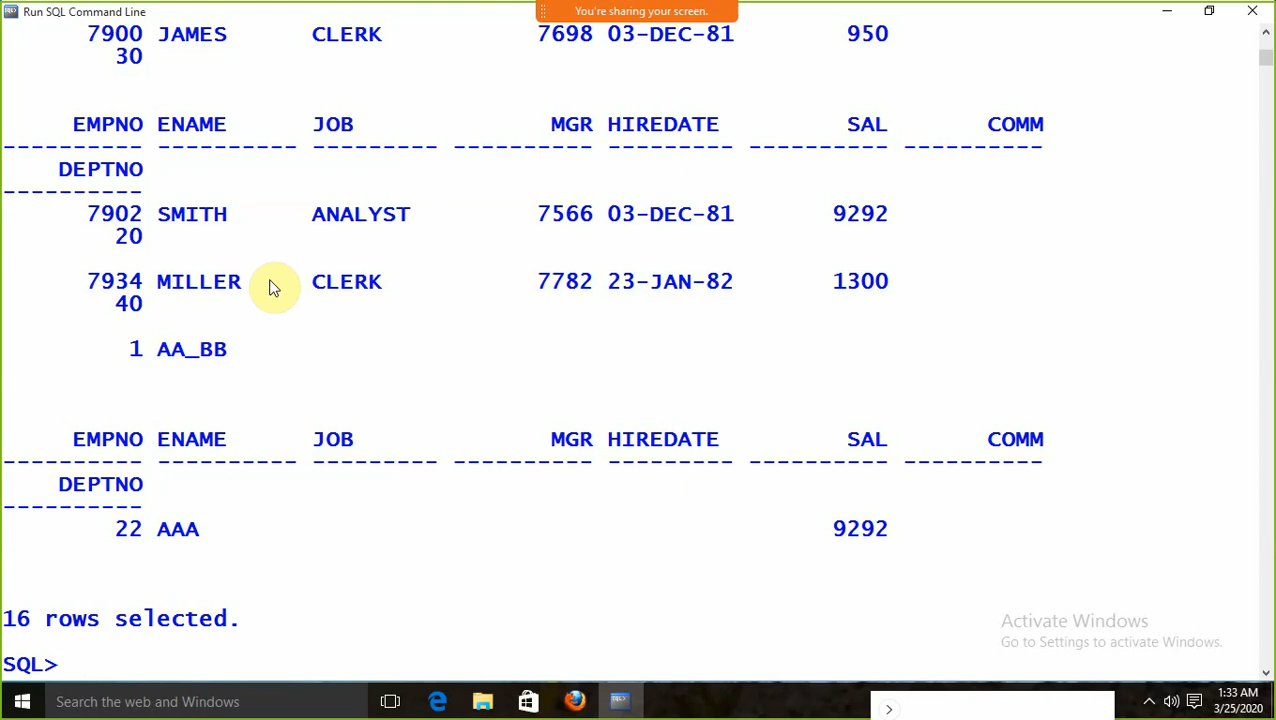 Run SQL Command Line
You're sharing your screen.
7900 JAMES CLERK 7698 03-DEC-81 950
30
EMPNO ENAME JOB MGR HIREDATE SAL COMM
---------- ---------- --------- ---------- --------- ---------- ----------
DEPTNO
----------
7902 SMITH ANALYST 7566 03-DEC-81 9292
20
7934 MILLER CLERK 7782 23-JAN-82 1300
40
1 AA_BB
EMPNO ENAME JOB MGR HIREDATE SAL COMM
---------- ---------- --------- ---------- --------- ---------- ----------
DEPTNO
----------
22 AAA 9292
16 rows selected.
SQL>
Activate Windows
Go to Settings to activate Windows.
Search the web and Windows
1:33 AM
3/25/2020